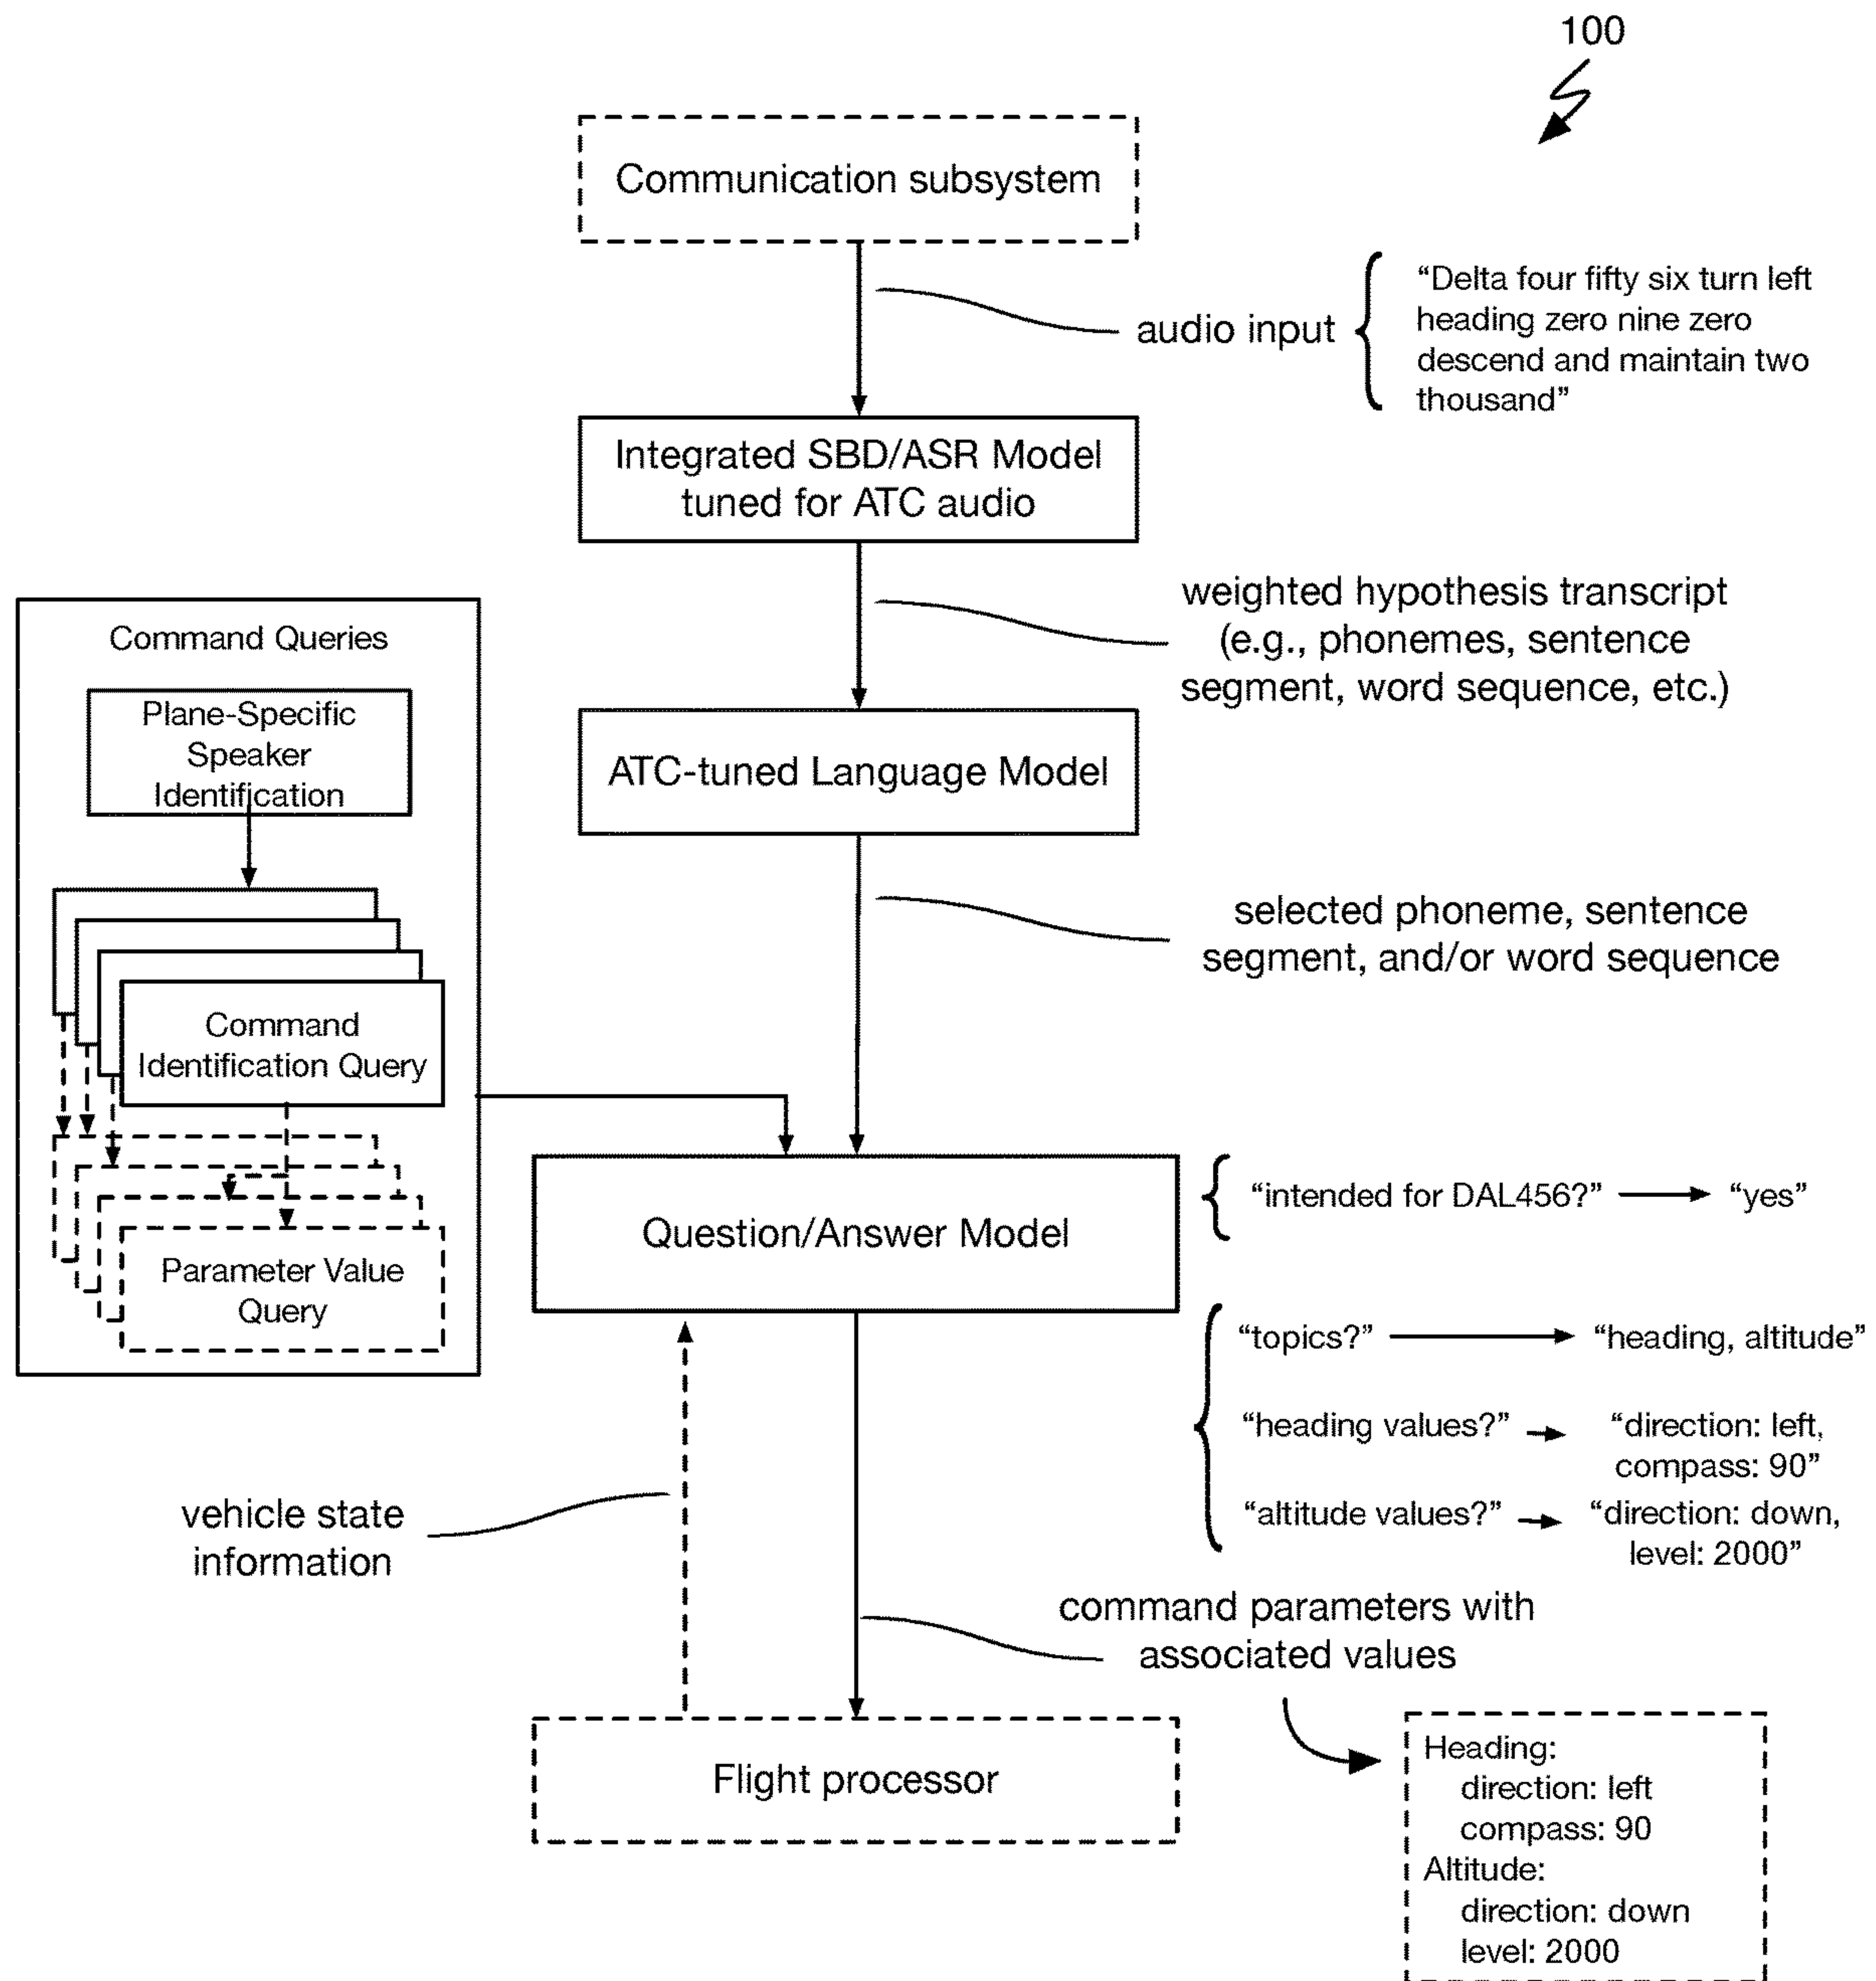 100
Communication subsystem
audio input
“Delta four fifty six turn left
heading zero nine zero
descend and maintain two
thousand”
Integrated SBD/ASR Model
tuned for ATC audio
weighted hypothesis transcript
(e.g., phonemes, sentence
segment, word sequence, etc.)
Command Queries
Plane-Specific
Speaker
Identification
ATC-tuned Language Model
selected phoneme, sentence
segment, and/or word sequence
Command
Identification Query
Parameter Value
Query
Question/Answer Model
“intended for DAL456?”
“yes”
“topics?”
“heading, altitude”
“heading values?”
“direction: left,
compass: 90”
“altitude values?”
“direction: down,
level: 2000”
vehicle state
information
command parameters with
associated values
Flight processor
Heading:
direction: left
compass: 90
Altitude:
direction: down
level: 2000